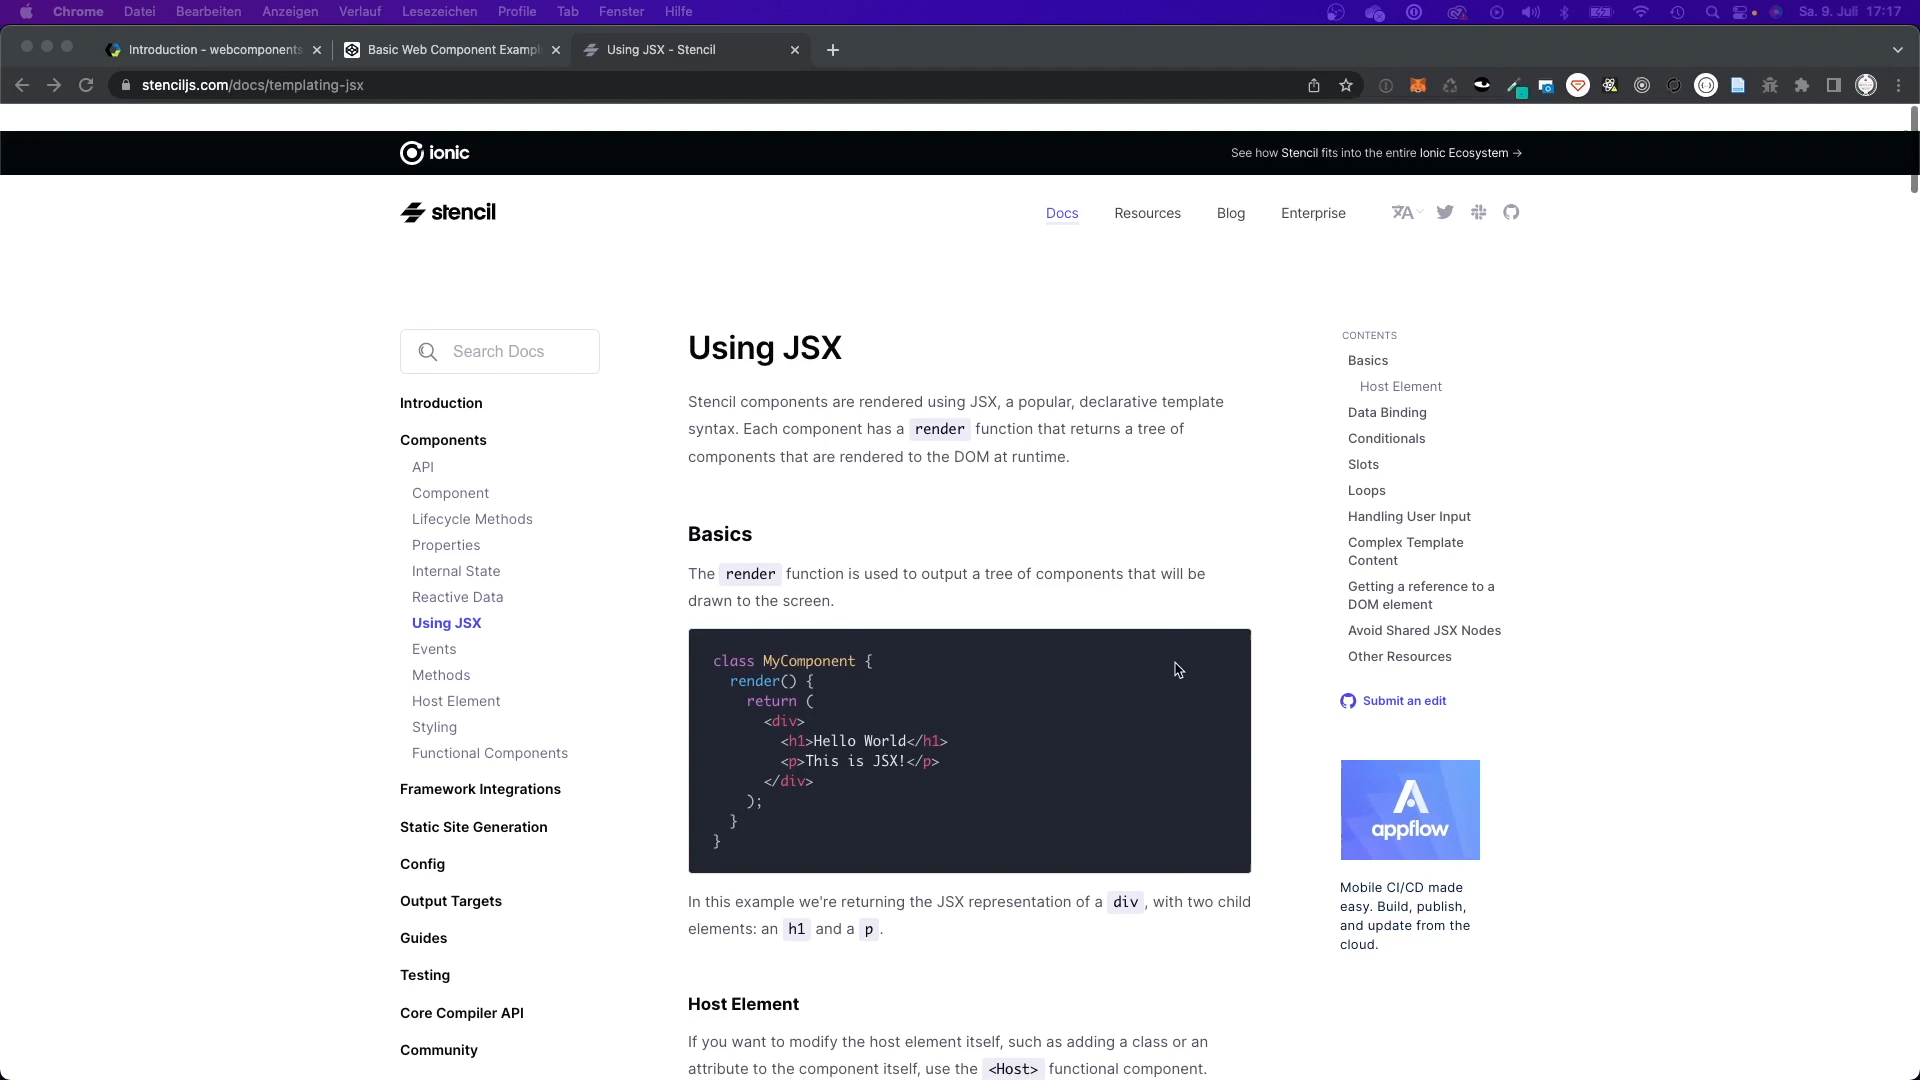 Chrome Datei Bearbeiten Anzeigen Verlauf Lesezeichen Profile Tab Fenster Hilfe Sa. 9. Juli 17:17
Introduction - webcomponents
Basic Web Component Exampl
Using JSX - Stencil
stenciljs.com/docs/templating-jsx
ionic
See how Stencil fits into the entire Ionic Ecosystem →
stencil
Docs Resources Blog Enterprise
Search Docs
Introduction
Components
API
Component
Lifecycle Methods
Properties
Internal State
Reactive Data
Using JSX
Events
Methods
Host Element
Styling
Functional Components
Framework Integrations
Static Site Generation
Config
Output Targets
Guides
Testing
Core Compiler API
Community
Using JSX
Stencil components are rendered using JSX, a popular, declarative template
syntax. Each component has a render function that returns a tree of
components that are rendered to the DOM at runtime.
Basics
The render function is used to output a tree of components that will be
drawn to the screen.
class MyComponent {
render() {
return (
<div>
<h1>Hello World</h1>
<p>This is JSX!</p>
</div>
);
}
}
In this example we're returning the JSX representation of a div, with two child
elements: an h1 and a p.
Host Element
If you want to modify the host element itself, such as adding a class or an
attribute to the component itself, use the <Host> functional component.
CONTENTS
Basics
Host Element
Data Binding
Conditionals
Slots
Loops
Handling User Input
Complex Template
Content
Getting a reference to a
DOM element
Avoid Shared JSX Nodes
Other Resources
Submit an edit
appflow
Mobile CI/CD made
easy. Build, publish,
and update from the
cloud.